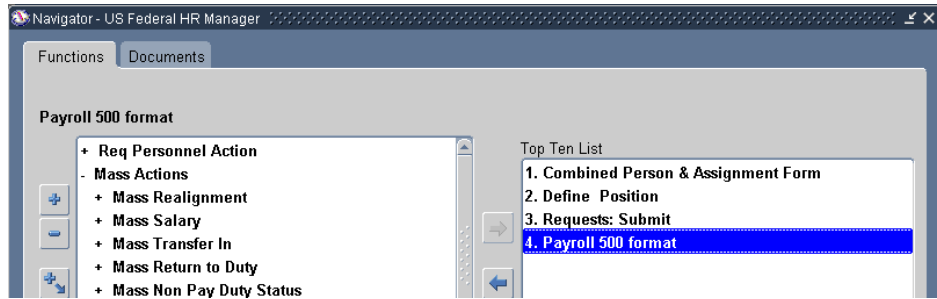 Navigator - US Federal HR Manager
Functions Documents
Payroll 500 format
+ Req Personnel Action
- Mass Actions
+ Mass Realignment
+ Mass Salary
+ Mass Transfer In
+ Mass Return to Duty
+ Mass Non Pay Duty Status
Top Ten List
1. Combined Person & Assignment Form
2. Define Position
3. Requests: Submit
4. Payroll 500 format